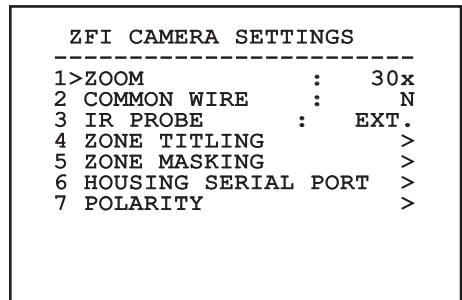 ZFI CAMERA SETTINGS
--------------------------
1>ZOOM : 30x
2 COMMON WIRE : N
3 IR PROBE : EXT.
4 ZONE TITLING >
5 ZONE MASKING >
6 HOUSING SERIAL PORT >
7 POLARITY >